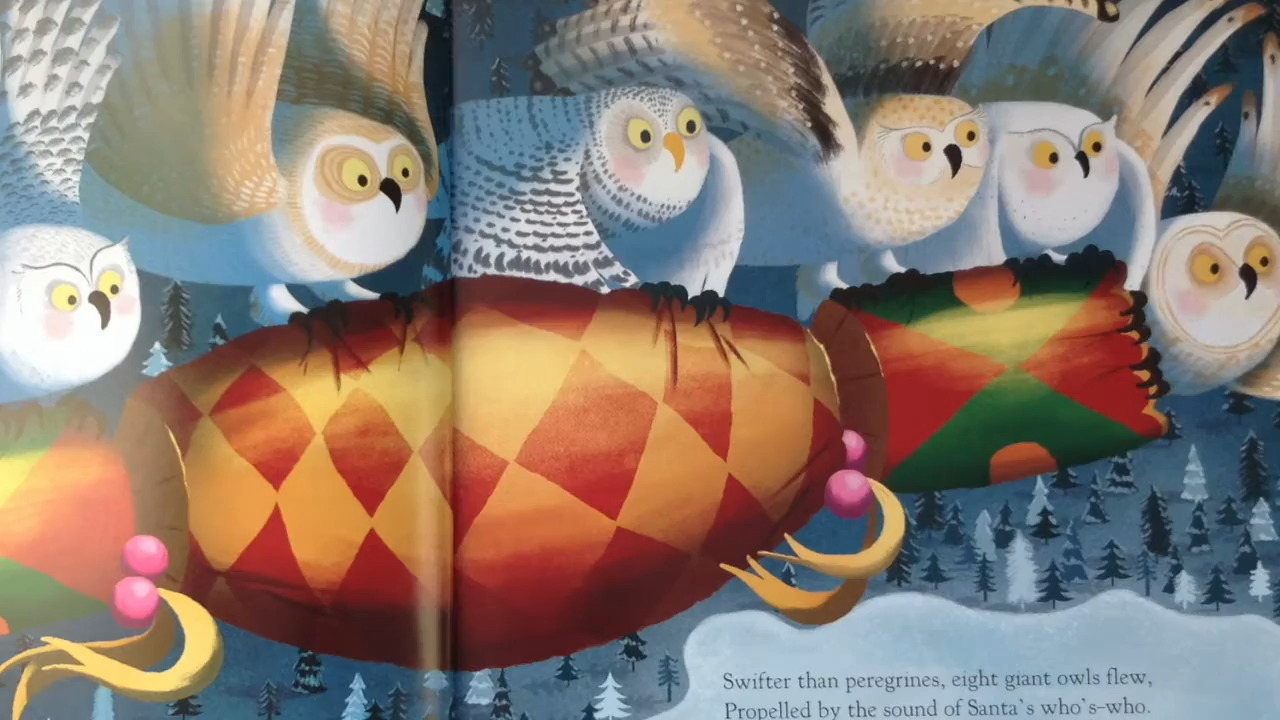 Swifter than peregrines, eight giant owls flew,
Propelled by the sound of Santa's who's-who.